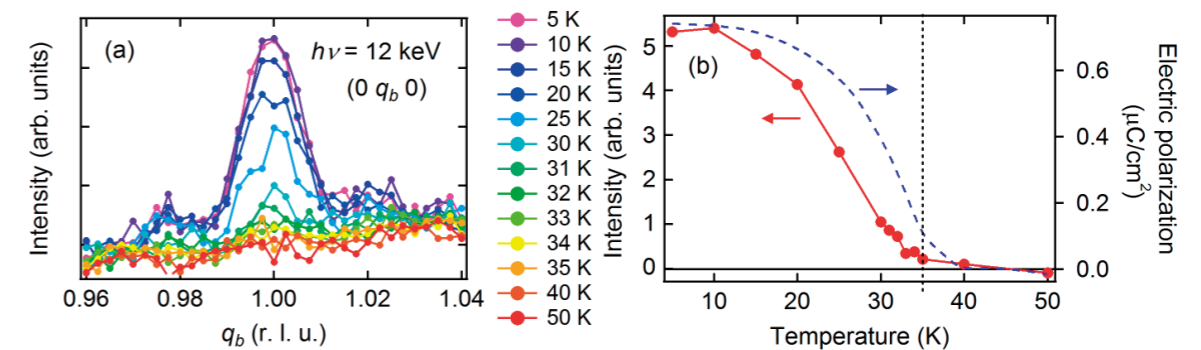 (a)
hν = 12 keV
(0 q_b 0)
Intensity (arb. units)
0.96
0.98
1.00
1.02
1.04
q_b (r. l. u.)
5 K
10 K
15 K
20 K
25 K
30 K
31 K
32 K
33 K
34 K
35 K
40 K
50 K
(b)
Intensity (arb. units)
5
4
3
2
1
0
10
20
30
40
50
Temperature (K)
0.6
0.4
0.2
0.0
Electric polarization
(μC/cm²)